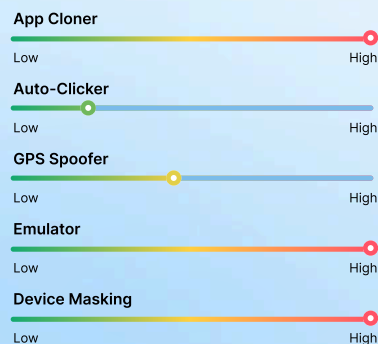 App Cloner
Low High
Auto-Clicker
Low High
GPS Spoofer
Low High
Emulator
Low High
Device Masking
Low High